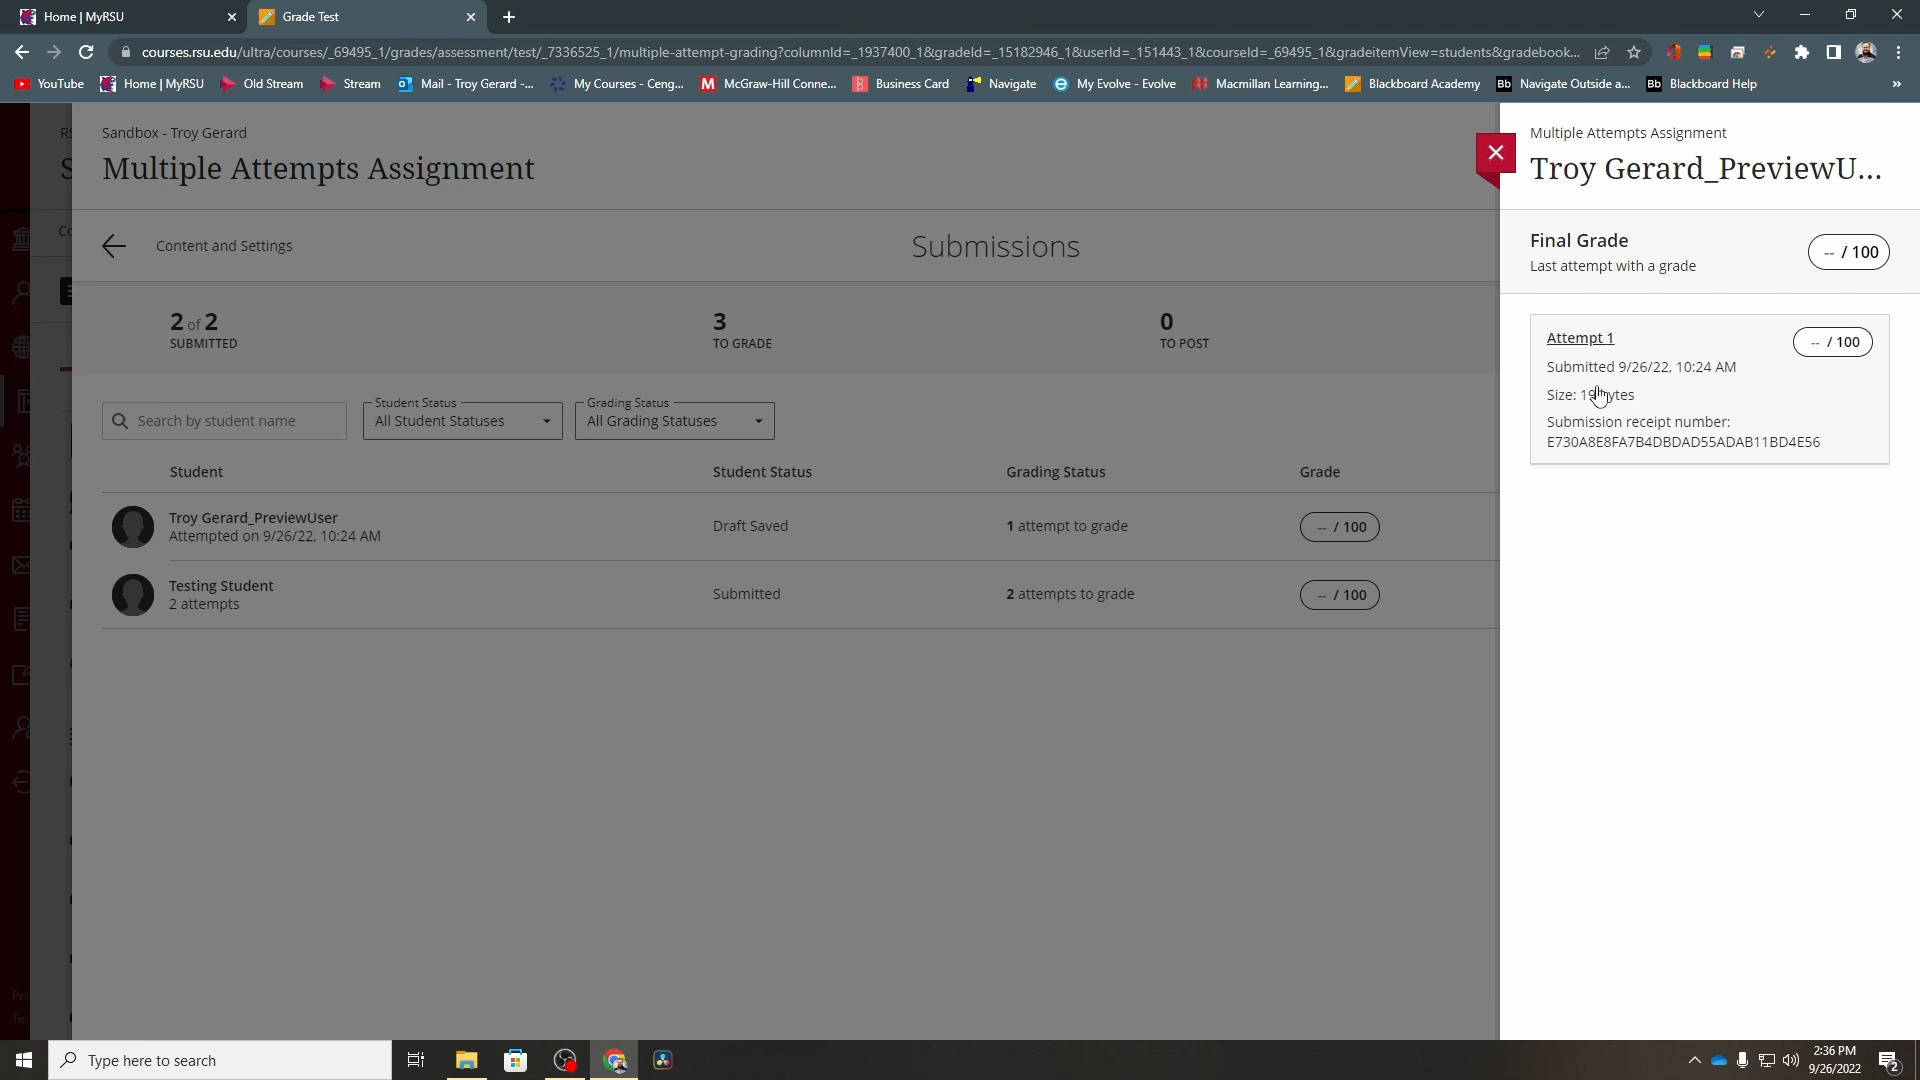 Home | MyRSU
Grade Test
courses.rsu.edu/ultra/courses/_69495_1/grades/assessment/test/_7336525_1/multiple-attempt-grading?columnId=_1937400_1&gradeId=_15182946_1&userId=_151443_1&courseId=_69495_1&gradeitemView=students&gradebook...
YouTube
Home | MyRSU
Old Stream
Stream
Mail - Troy Gerard -...
My Courses - Ceng...
McGraw-Hill Conne...
Business Card
Navigate
My Evolve - Evolve
Macmillan Learning...
Blackboard Academy
Bb Navigate Outside a...
Bb Blackboard Help
Sandbox - Troy Gerard
Multiple Attempts Assignment
Content and Settings
Submissions
2 of 2
SUBMITTED
3
TO GRADE
0
TO POST
Search by student name
Student Status
All Student Statuses
Grading Status
All Grading Statuses
Student
Student Status
Grading Status
Grade
Troy Gerard_PreviewUser
Attempted on 9/26/22, 10:24 AM
Draft Saved
1 attempt to grade
-- / 100
Testing Student
2 attempts
Submitted
2 attempts to grade
-- / 100
Multiple Attempts Assignment
Troy Gerard_PreviewU...
Final Grade
Last attempt with a grade
-- / 100
Attempt 1
-- / 100
Submitted 9/26/22, 10:24 AM
Size:
Submission receipt number:
E730A8E8FA7B4DBDAD55ADAB11BD4E56
Type here to search
2:36 PM
9/26/2022
2